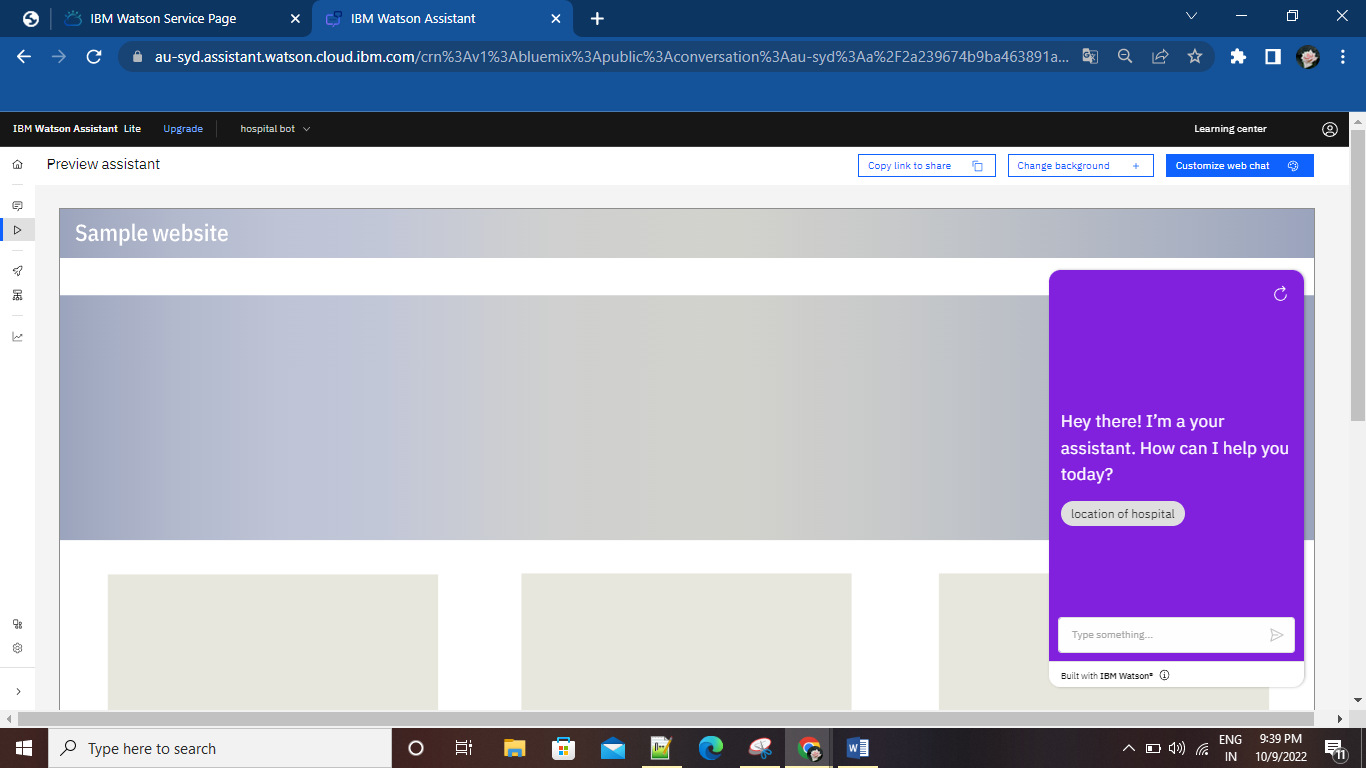 IBM Watson Service Page
IBM Watson Assistant
au-syd.assistant.watson.cloud.ibm.com/crn%3Av1%3Abluemix%3Apublic%3Aconversation%3Aau-syd%3Aa%2F2a239674b9ba463891a...
IBM Watson Assistant Lite Upgrade hospital bot Learning center
Preview assistant Copy link to share Change background + Customize web chat
Sample website
Hey there! I’m a your
assistant. How can I help you
today?
location of hospital
Type something...
Built with IBM Watson®
Type here to search
ENG
IN
9:39 PM
10/9/2022
11